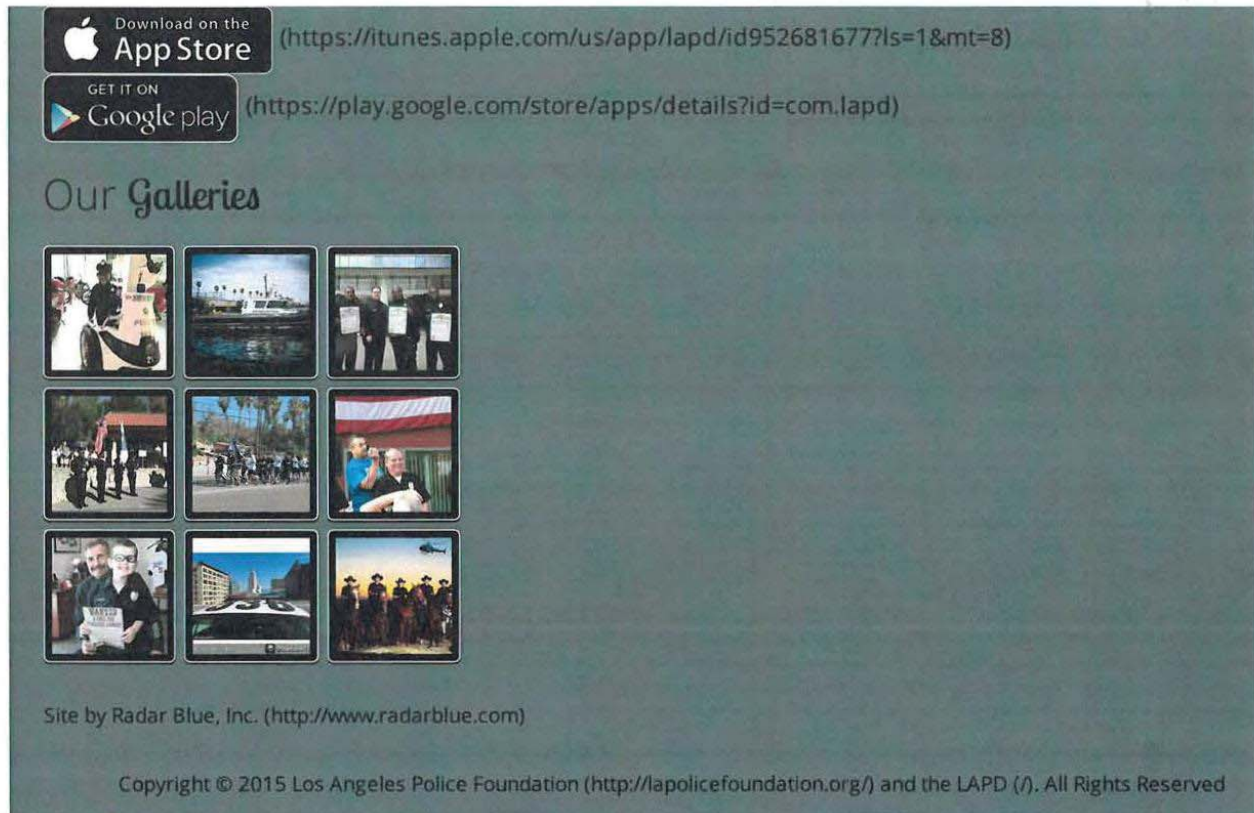 Download on the
App Store (https://itunes.apple.com/us/app/lapd/id952681677?ls=1&mt=8)
GET IT ON
Google play (https://play.google.com/store/apps/details?id=com.lapd)
Our Galleries
WANTED
Site by Radar Blue, Inc. (http://www.radarblue.com)
Copyright © 2015 Los Angeles Police Foundation (http://lapolicefoundation.org/) and the LAPD (/). All Rights Reserved